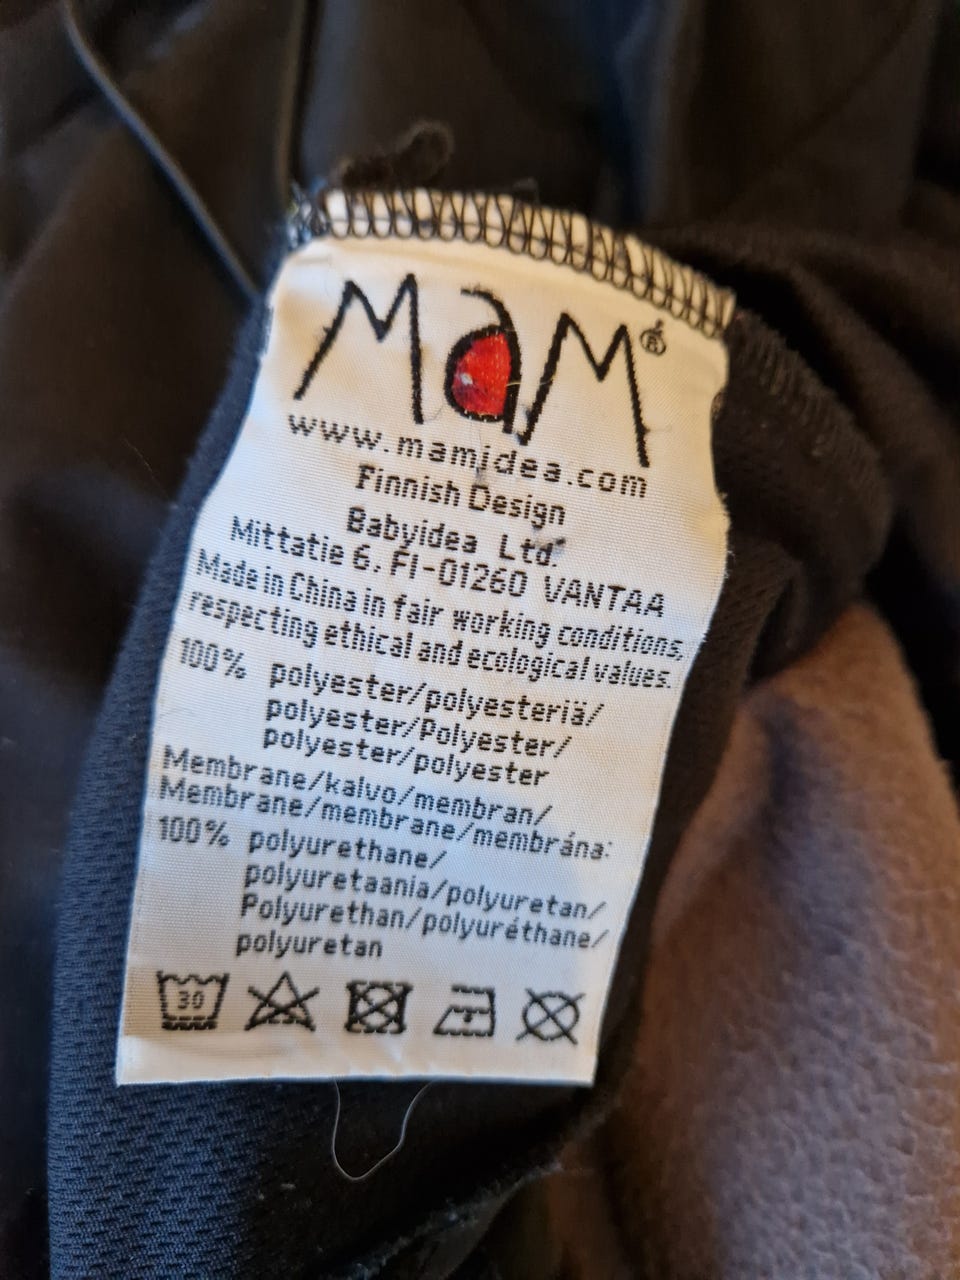 MaM®
www.mamidea.com
Finnish Design
Babyidea Ltd.
Mittatie 6, FI-01260 VANTAA
Made in China in fair working conditions,
respecting ethical and ecological values.
100% polyester/polyesteriä/
polyester/Polyester/
polyester/polyester
Membrane/kalvo/membran/
Membrane/membrane/membrána:
100% polyurethane/
polyuretaania/polyuretan/
Polyurethan/polyuréthane/
polyuretan
30